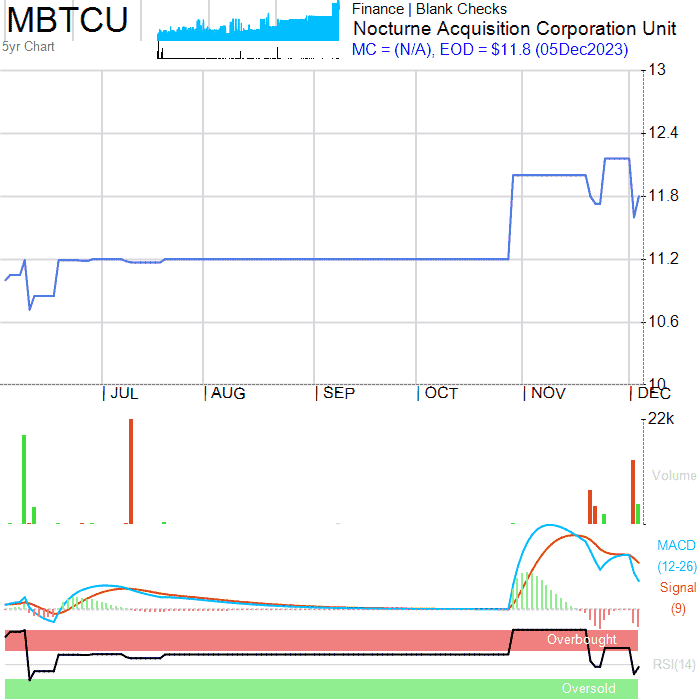 MBTCU
5yr Chart
Finance | Blank Checks
Nocturne Acquisition Corporation Unit
MC = (N/A), EOD = $11.8 (05Dec2023)
13
12.4
11.8
11.2
10.6
10
| JUL | AUG | SEP | OCT | NOV | DEC
22k
Volume
MACD
(12-26)
Signal
(9)
Overbought
RSI(14)
Oversold